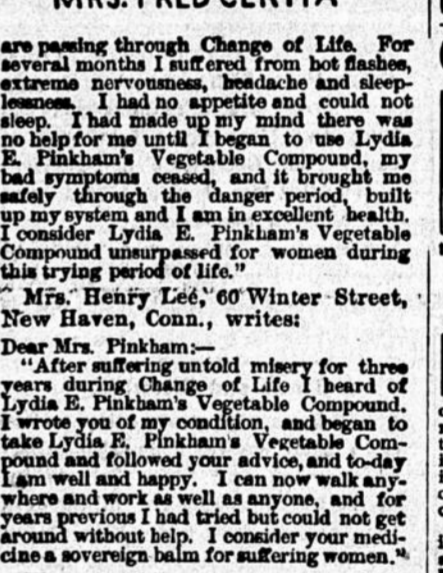 MRS. FRED CERTIA
are passing through Change of Life. For
several months I suffered from hot flashes,
extreme nervousness, headache and sleep-
lessness. I had no appetite and could not
sleep. I had made up my mind there was
no help for me until I began to use Lydia
E. Pinkham's Vegetable Compound, my
bad symptoms ceased, and it brought me
safely through the danger period, built
up my system and I am in excellent health.
I consider Lydia E. Pinkham's Vegetable
Compound unsurpassed for women during
this trying period of life."
Mrs. Henry Lee, 60 Winter Street,
New Haven, Conn., writes:
Dear Mrs. Pinkham:—
"After suffering untold misery for three
years during Change of Life I heard of
Lydia E. Pinkham's Vegetable Compound.
I wrote you of my condition, and began to
take Lydia E. Pinkham's Vegetable Com-
pound and followed your advice, and to-day
I am well and happy. I can now walk any-
where and work as well as anyone, and for
years previous I had tried but could not get
around without help. I consider your medi-
cine a sovereign balm for suffering women."